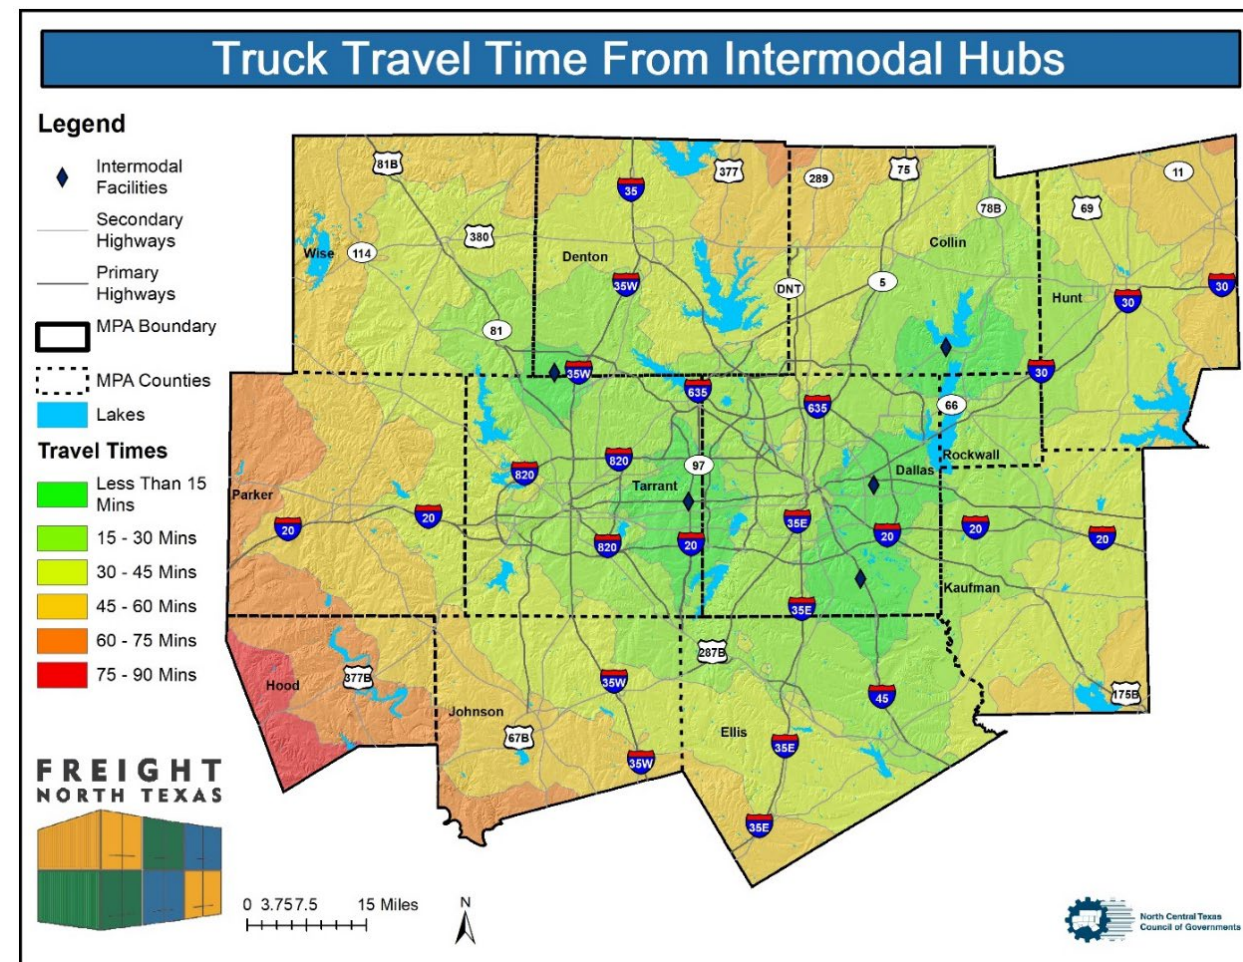 Truck Travel Time From Intermodal Hubs
Legend
Intermodal
Facilities
Secondary
Highways
Primary
Highways
MPA Boundary
MPA Counties
Lakes
Travel Times
Less Than 15
Mins
15 - 30 Mins
30 - 45 Mins
45 - 60 Mins
60 - 75 Mins
75 - 90 Mins
81B
377
289
75
11
35
78B
69
380
Wise
114
Denton
Collin
35W
DNT
5
Hunt
30
30
81
35W
30
635
635
66
820
97
Rockwall
820
Tarrant
Dallas
Parker
20
20
35E
20
20
20
820
20
Kaufman
35E
287B
Hood
377B
35W
45
175B
Johnson
67B
Ellis
35E
35W
35E
FREIGHT
NORTH TEXAS
0 3.75 7.5 15 Miles
N
North Central Texas
Council of Governments